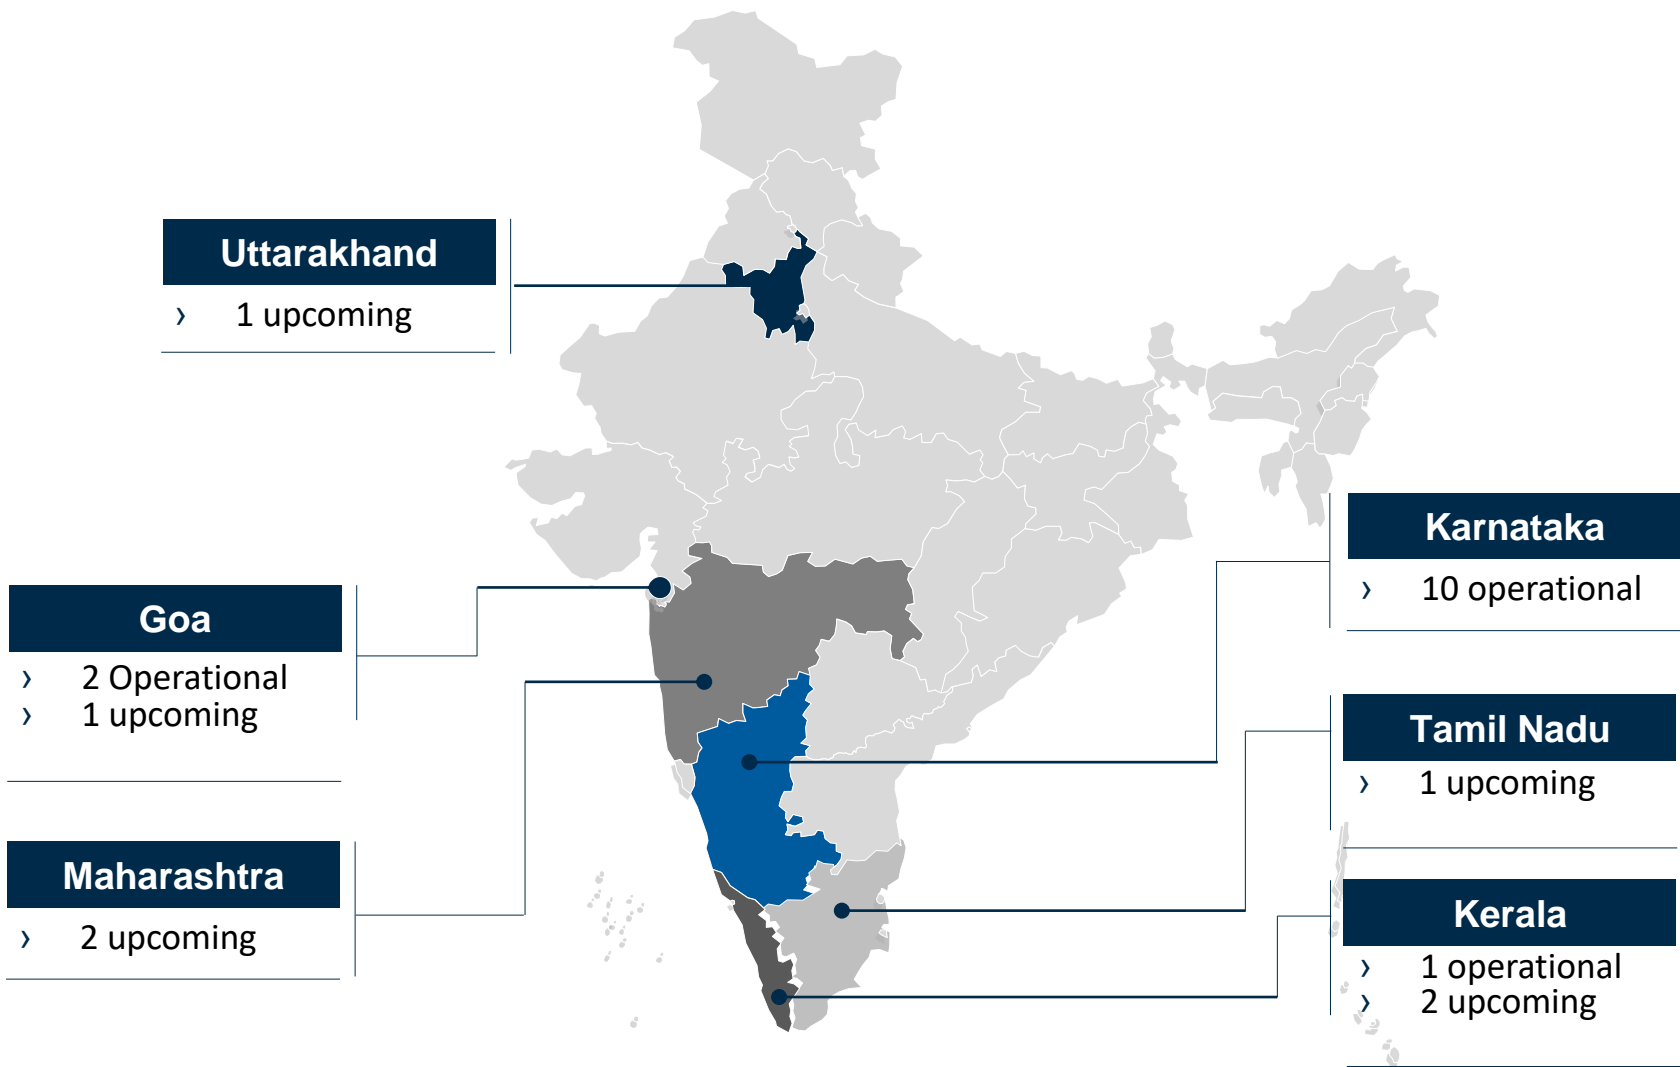 Uttarakhand
› 1 upcoming
Goa
› 2 Operational
› 1 upcoming
Maharashtra
› 2 upcoming
Karnataka
› 10 operational
Tamil Nadu
› 1 upcoming
Kerala
› 1 operational
› 2 upcoming